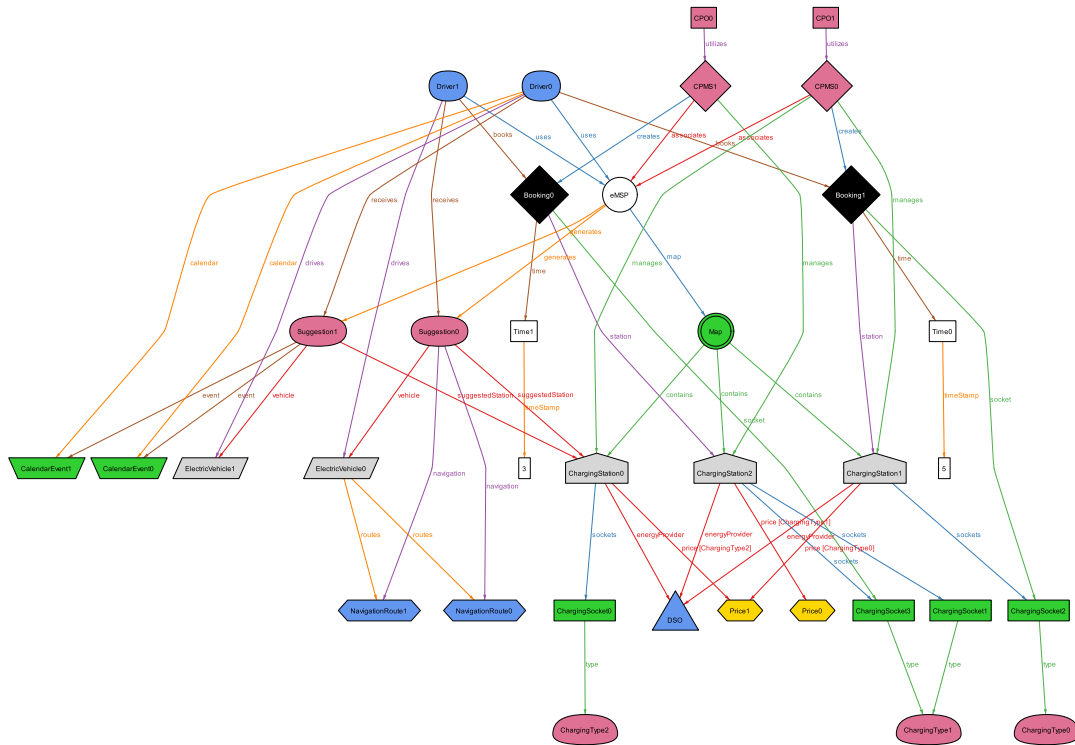 CPO0
CPO1
utilizes
utilizes
Driver1
Driver0
CPMS1
CPMS0
books
uses
uses
creates
associates
associates
books
creates
receives
receives
Booking0
eMSP
Booking1
manages
generates
calendar
drives
calendar
drives
generates
time
map
manages
manages
time
Suggestion1
Suggestion0
Time1
station
Map
station
Time0
event
event
vehicle
vehicle
suggestedStation
suggestedStation
timeStamp
contains
contains
contains
socket
timeStamp
socket
CalendarEvent1
CalendarEvent0
ElectricVehicle1
ElectricVehicle0
3
ChargingStation0
ChargingStation2
ChargingStation1
5
navigation
navigation
routes
routes
sockets
energyProvider
price [ChargingType2]
energyProvider
price [ChargingType1]
sockets
sockets
energyProvider
price [ChargingType0]
sockets
NavigationRoute1
NavigationRoute0
ChargingSocket0
DSO
Price1
Price0
ChargingSocket3
ChargingSocket1
ChargingSocket2
type
type
type
type
ChargingType2
ChargingType1
ChargingType0